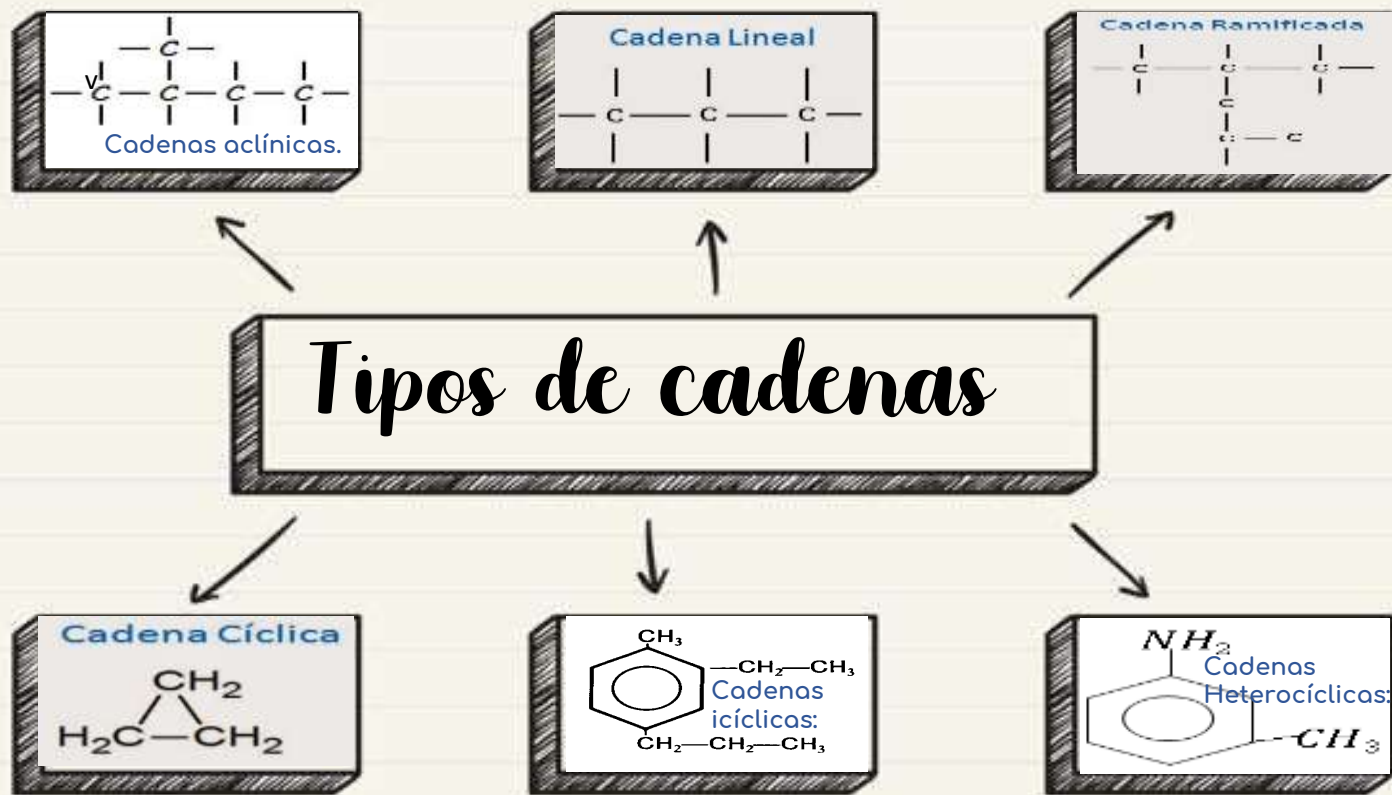 C
V
C — C — C — C
Cadenas aclínicas.
Cadena Lineal
C — C — C
Cadena Ramificada
C — C — C
C
C — C
Tipos de cadenas
Cadena Cíclica
CH₂
H₂C—CH₂
CH₃
—CH₂—CH₃
Cadenas
icíclicas:
CH₂—CH₂—CH₃
NH₂
Cadenas
Heterocíclicas:
CH₃